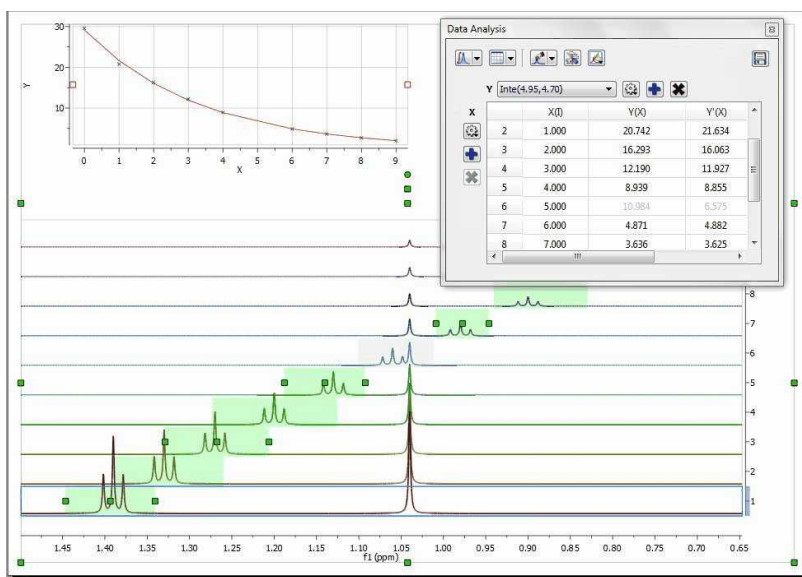 30
20
10
Y
0 1 2 3 4 5 6 7 8 9
X
Data Analysis
Y Inte(4.95,4.70)
X
X(I) Y(X) Y'(X)
2 1.000 20.742 21.634
3 2.000 16.293 16.063
4 3.000 12.190 11.927
5 4.000 8.939 8.855
6 5.000 10.984 6.575
7 6.000 4.871 4.882
8 7.000 3.636 3.625
8
7
6
5
4
3
2
1
1.45 1.40 1.35 1.30 1.25 1.20 1.15 1.10 1.05 1.00 0.95 0.90 0.85 0.80 0.75 0.70 0.65
f1 (ppm)